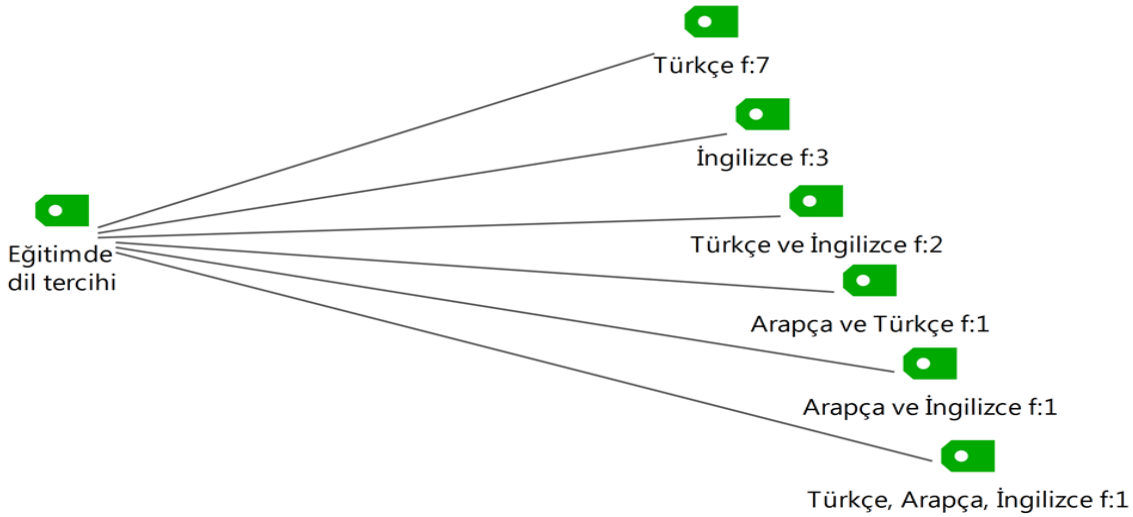 Türkçe f:7
İngilizce f:3
Türkçe ve İngilizce f:2
Eğitimde
dil tercihi
Arapça ve Türkçe f:1
Arapça ve İngilizce f:1
Türkçe, Arapça, İngilizce f:1